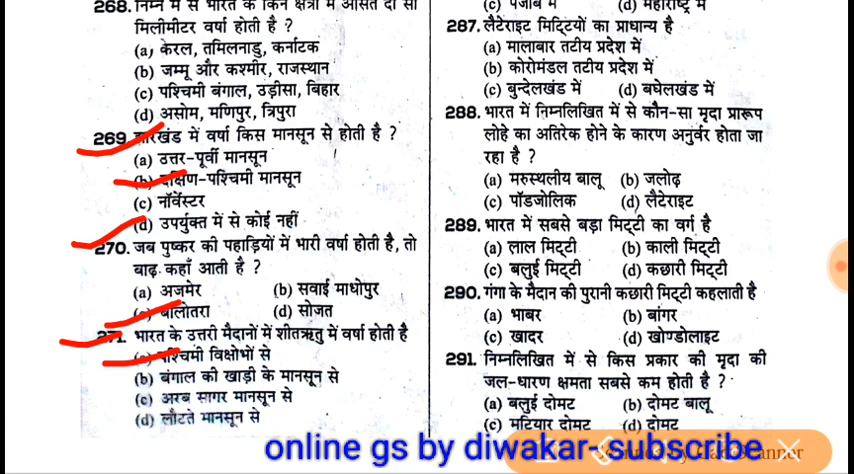 268. निम्न में से भारत के किन क्षेत्रों में औसत दो सौ
मिलीमीटर वर्षा होती है ?
(a) केरल, तमिलनाडु, कर्नाटक
(b) जम्मू और कश्मीर, राजस्थान
(c) पश्चिमी बंगाल, उड़ीसा, बिहार
(d) असोम, मणिपुर, त्रिपुरा
269. झारखंड में वर्षा किस मानसून से होती है ?
(a) उत्तर-पूर्वी मानसून
(b) दक्षिण-पश्चिमी मानसून
(c) नॉर्वेस्टर
(d) उपर्युक्त में से कोई नहीं
270. जब पुष्कर की पहाड़ियों में भारी वर्षा होती है, तो
बाढ़ कहाँ आती है ?
(a) अजमेर (b) सवाई माधोपुर
(c) बालोतरा (d) सोजत
271. भारत के उत्तरी मैदानों में शीतऋतु में वर्षा होती है
(a) पश्चिमी विक्षोभों से
(b) बंगाल की खाड़ी के मानसून से
(c) अरब सागर मानसून से
(d) लौटते मानसून से
(c) पंजाब में (d) महाराष्ट्र में
287. लैटेराइट मिट्टियों का प्राधान्य है
(a) मालाबार तटीय प्रदेश में
(b) कोरोमंडल तटीय प्रदेश में
(c) बुन्देलखंड में (d) बघेलखंड में
288. भारत में निम्नलिखित में से कौन-सा मृदा प्रारूप
लोहे का अतिरेक होने के कारण अनुर्वर होता जा
रहा है ?
(a) मरुस्थलीय बालू (b) जलोढ़
(c) पॉडजोलिक (d) लैटेराइट
289. भारत में सबसे बड़ा मिट्टी का वर्ग है
(a) लाल मिट्टी (b) काली मिट्टी
(c) बलुई मिट्टी (d) कछारी मिट्टी
290. गंगा के मैदान की पुरानी कछारी मिट्टी कहलाती है
(a) भाबर (b) बांगर
(c) खादर (d) खोण्डोलाइट
291. निम्नलिखित में से किस प्रकार की मृदा की
जल-धारण क्षमता सबसे कम होती है ?
(a) बलुई दोमट (b) दोमट बालू
(c) मटियार दोमट (d) दोमट
online gs by diwakar- subscribe